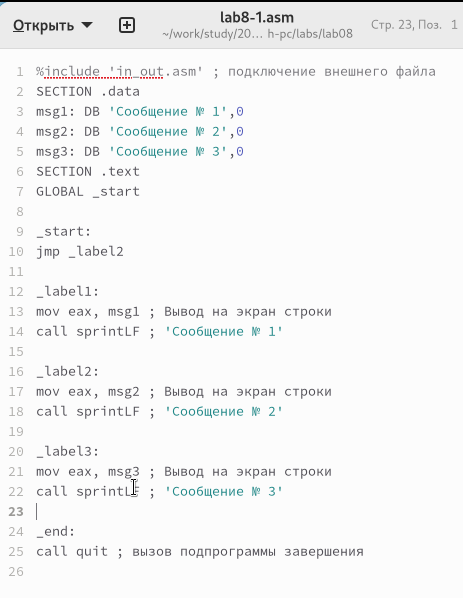 Открыть
lab8-1.asm
~/work/study/20… h-pc/labs/lab08
Стр. 23, Поз. 1
1 %include 'in_out.asm' ; подключение внешнего файла
2 SECTION .data
3 msg1: DB 'Сообщение № 1',0
4 msg2: DB 'Сообщение № 2',0
5 msg3: DB 'Сообщение № 3',0
6 SECTION .text
7 GLOBAL _start
8
9 _start:
10 jmp _label2
11
12 _label1:
13 mov eax, msg1 ; Вывод на экран строки
14 call sprintLF ; 'Сообщение № 1'
15
16 _label2:
17 mov eax, msg2 ; Вывод на экран строки
18 call sprintLF ; 'Сообщение № 2'
19
20 _label3:
21 mov eax, msg3 ; Вывод на экран строки
22 call sprintLF ; 'Сообщение № 3'
23
24 _end:
25 call quit ; вызов подпрограммы завершения
26